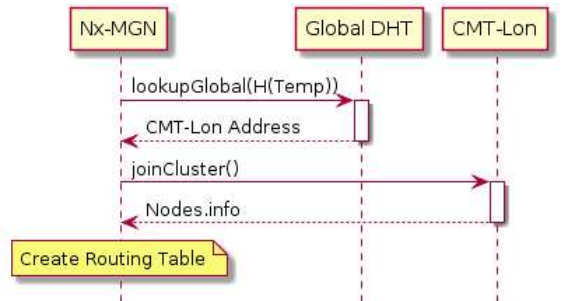 Nx-MGN Global DHT CMT-Lon
lookupGlobal(H(Temp))
CMT-Lon Address
joinCluster()
Nodes.info
Create Routing Table